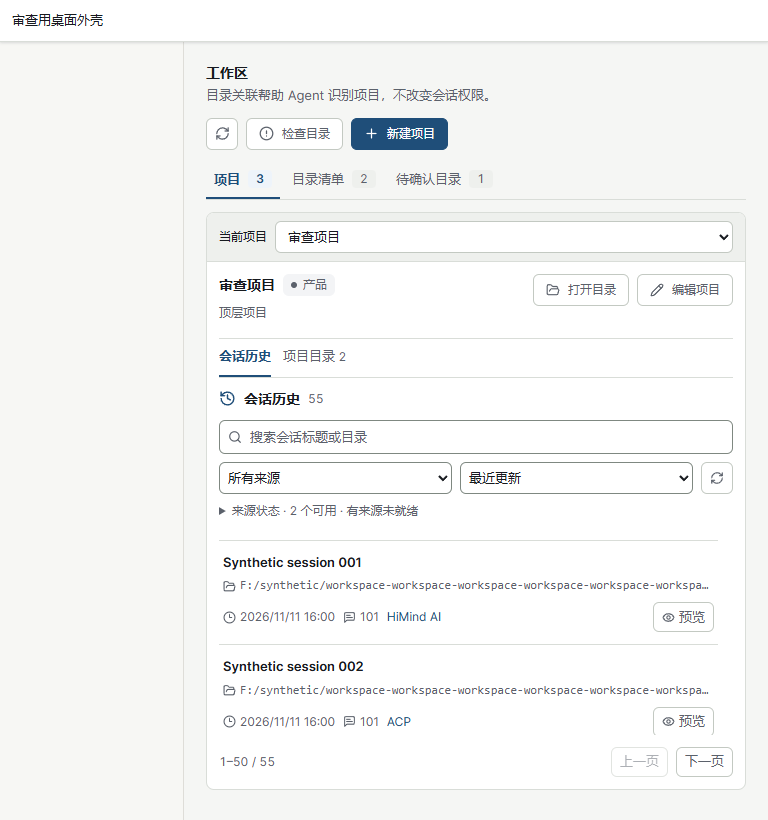 审查用桌面外壳
工作区
目录关联帮助 Agent 识别项目，不改变会话权限。
检查目录 新建项目
项目 3 目录清单 2 待确认目录 1
当前项目 审查项目
审查项目 产品 打开目录 编辑项目
顶层项目
会话历史 项目目录 2
会话历史 55
搜索会话标题或目录
所有来源 最近更新
来源状态 · 2 个可用 · 有来源未就绪
Synthetic session 001
F:/synthetic/workspace-workspace-workspace-workspace-workspace-workspa…
2026/11/11 16:00 101 HiMind AI 预览
Synthetic session 002
F:/synthetic/workspace-workspace-workspace-workspace-workspace-workspa…
2026/11/11 16:00 101 ACP 预览
1–50 / 55 上一页 下一页